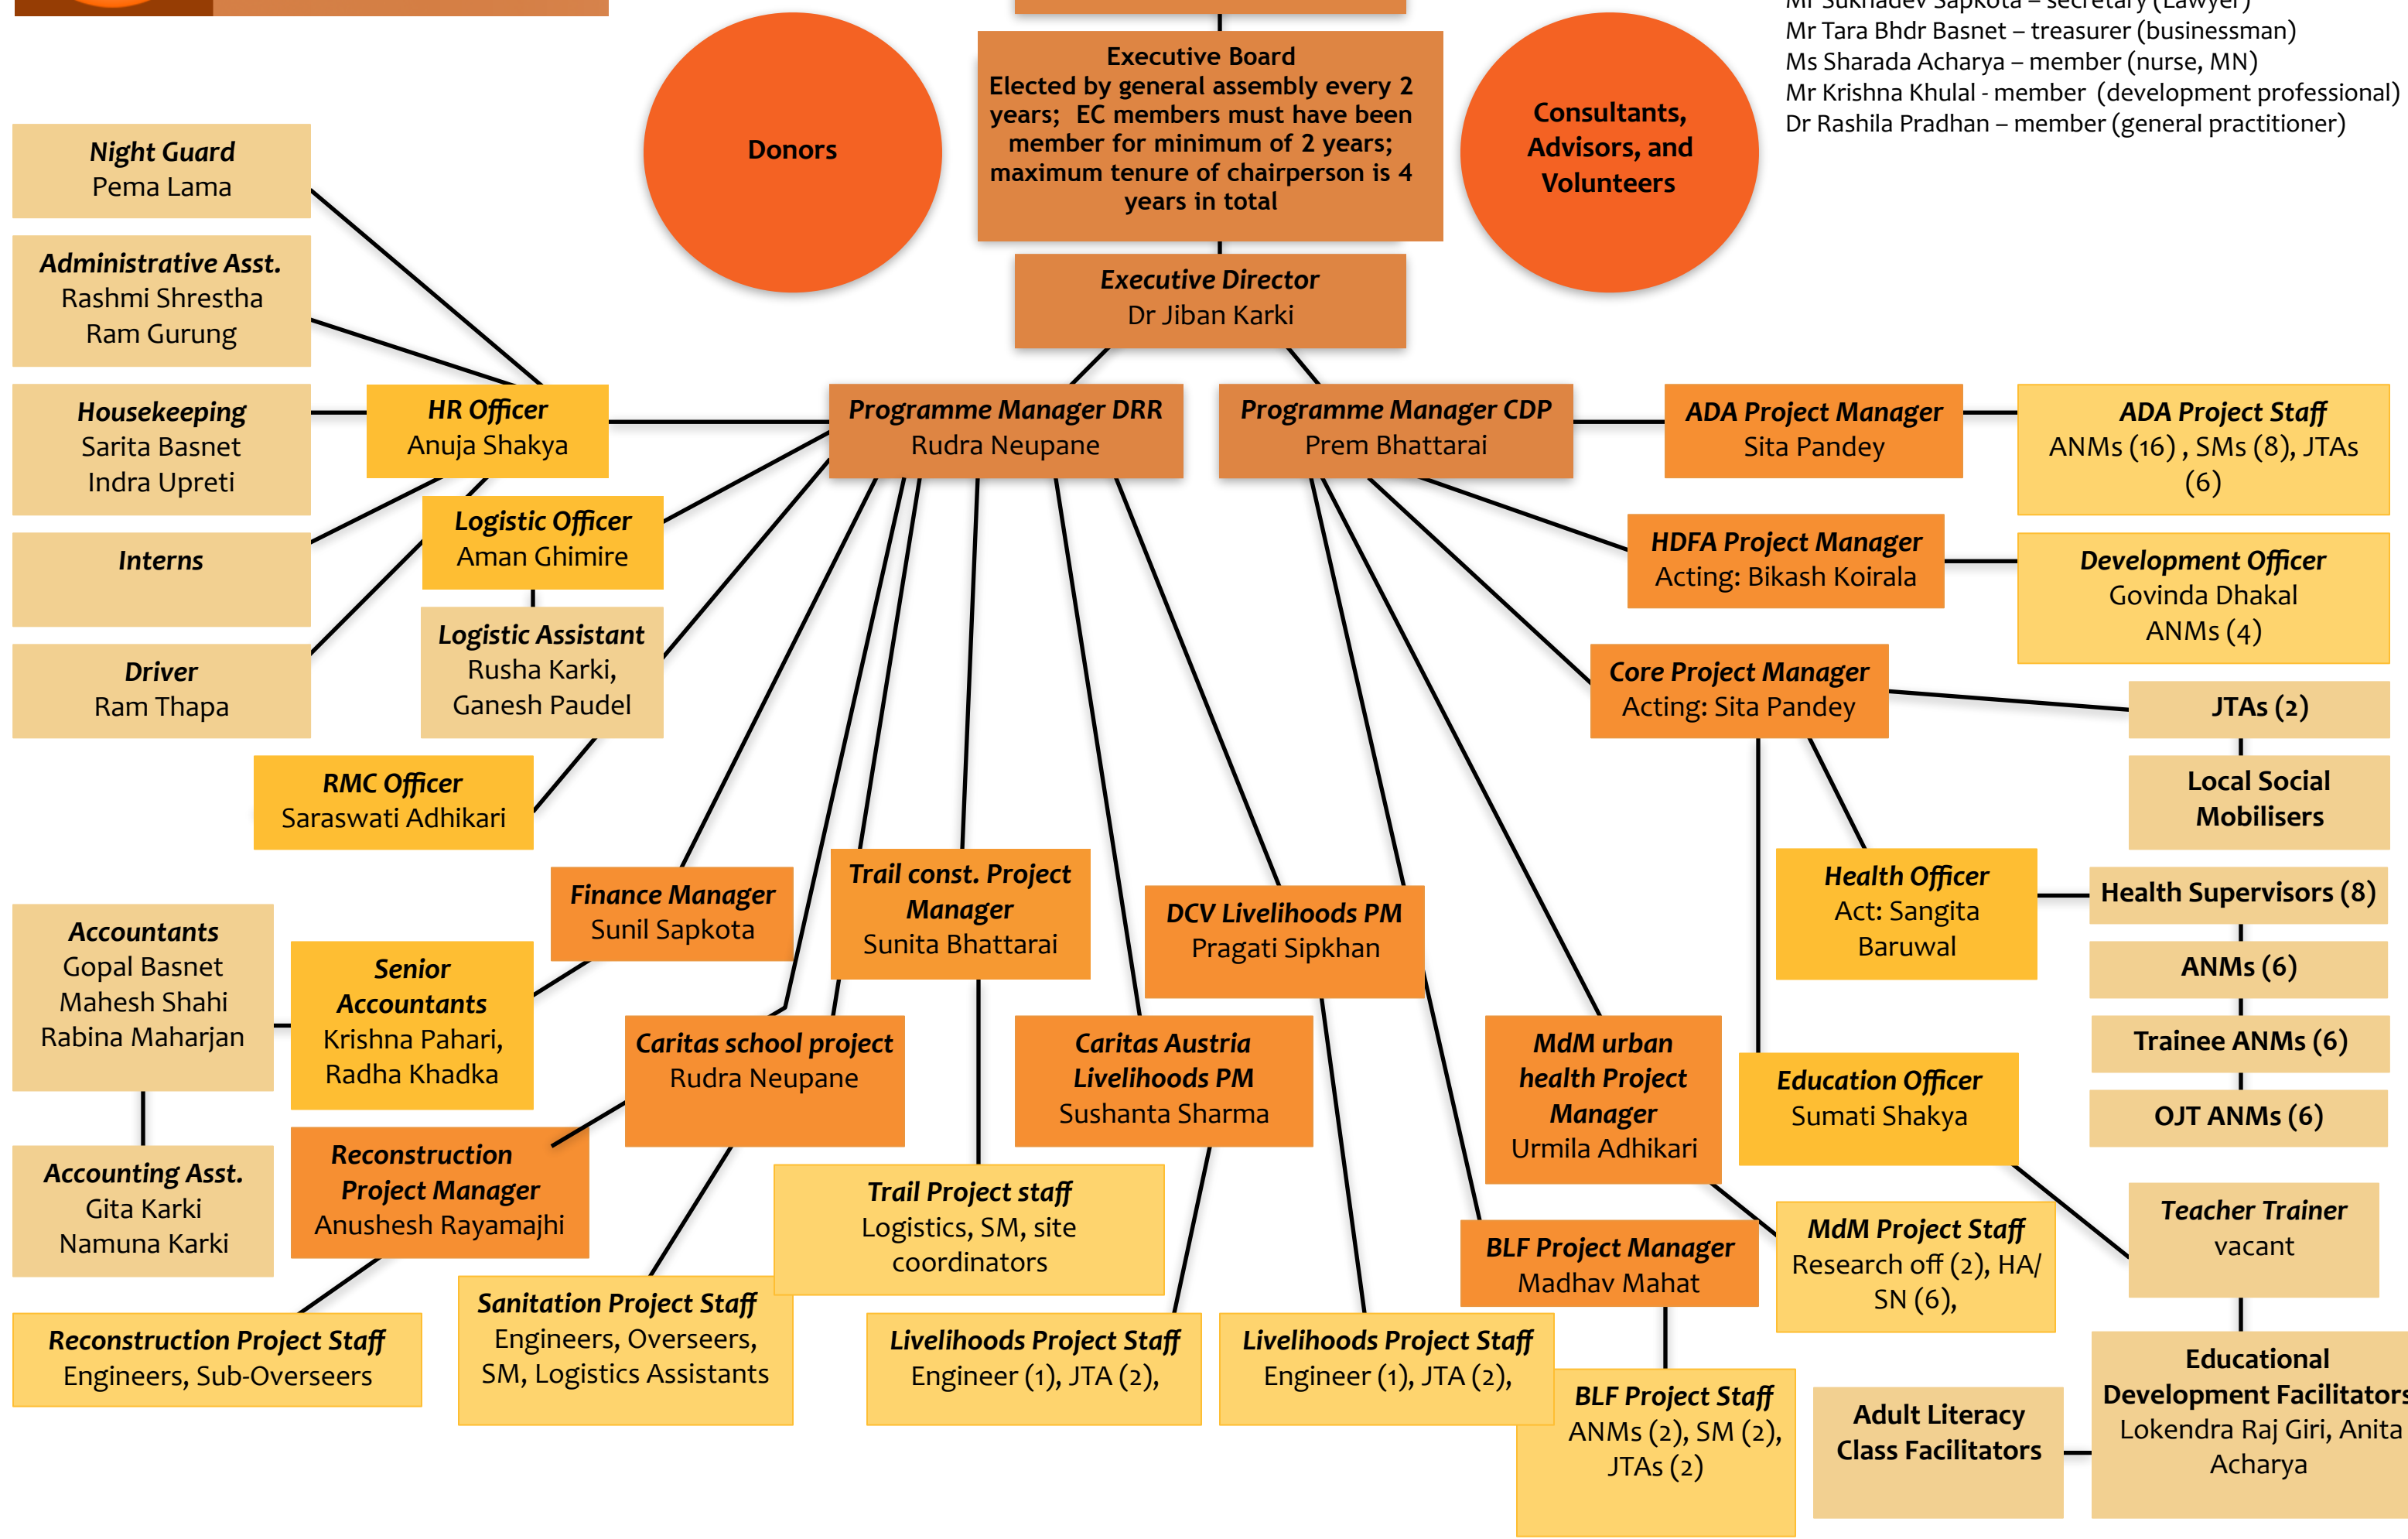 Mr Sukhadev Sapkota – secretary (Lawyer)
Mr Tara Bhdr Basnet – treasurer (businessman)
Ms Sharada Acharya – member (nurse, MN)
Mr Krishna Khulal - member (development professional)
Dr Rashila Pradhan – member (general practitioner)
Donors
Executive Board
Elected by general assembly every 2
years; EC members must have been
member for minimum of 2 years;
maximum tenure of chairperson is 4
years in total
Consultants,
Advisors, and
Volunteers
Executive Director
Dr Jiban Karki
Night Guard
Pema Lama
Administrative Asst.
Rashmi Shrestha
Ram Gurung
Housekeeping
Sarita Basnet
Indra Upreti
Interns
Driver
Ram Thapa
HR Officer
Anuja Shakya
Logistic Officer
Aman Ghimire
Logistic Assistant
Rusha Karki,
Ganesh Paudel
RMC Officer
Saraswati Adhikari
Programme Manager DRR
Rudra Neupane
Programme Manager CDP
Prem Bhattarai
ADA Project Manager
Sita Pandey
ADA Project Staff
ANMs (16) , SMs (8), JTAs
(6)
HDFA Project Manager
Acting: Bikash Koirala
Development Officer
Govinda Dhakal
ANMs (4)
Core Project Manager
Acting: Sita Pandey
JTAs (2)
Local Social
Mobilisers
Health Officer
Act: Sangita
Baruwal
Health Supervisors (8)
ANMs (6)
Trainee ANMs (6)
OJT ANMs (6)
Finance Manager
Sunil Sapkota
Trail const. Project
Manager
Sunita Bhattarai
DCV Livelihoods PM
Pragati Sipkhan
Accountants
Gopal Basnet
Mahesh Shahi
Rabina Maharjan
Senior
Accountants
Krishna Pahari,
Radha Khadka
Accounting Asst.
Gita Karki
Namuna Karki
Caritas school project
Rudra Neupane
Caritas Austria
Livelihoods PM
Sushanta Sharma
MdM urban
health Project
Manager
Urmila Adhikari
Education Officer
Sumati Shakya
Reconstruction
Project Manager
Anushesh Rayamajhi
Trail Project staff
Logistics, SM, site
coordinators
BLF Project Manager
Madhav Mahat
MdM Project Staff
Research off (2), HA/
SN (6),
Teacher Trainer
vacant
Reconstruction Project Staff
Engineers, Sub-Overseers
Sanitation Project Staff
Engineers, Overseers,
SM, Logistics Assistants
Livelihoods Project Staff
Engineer (1), JTA (2),
Livelihoods Project Staff
Engineer (1), JTA (2),
BLF Project Staff
ANMs (2), SM (2),
JTAs (2)
Adult Literacy
Class Facilitators
Educational
Development Facilitators
Lokendra Raj Giri, Anita
Acharya